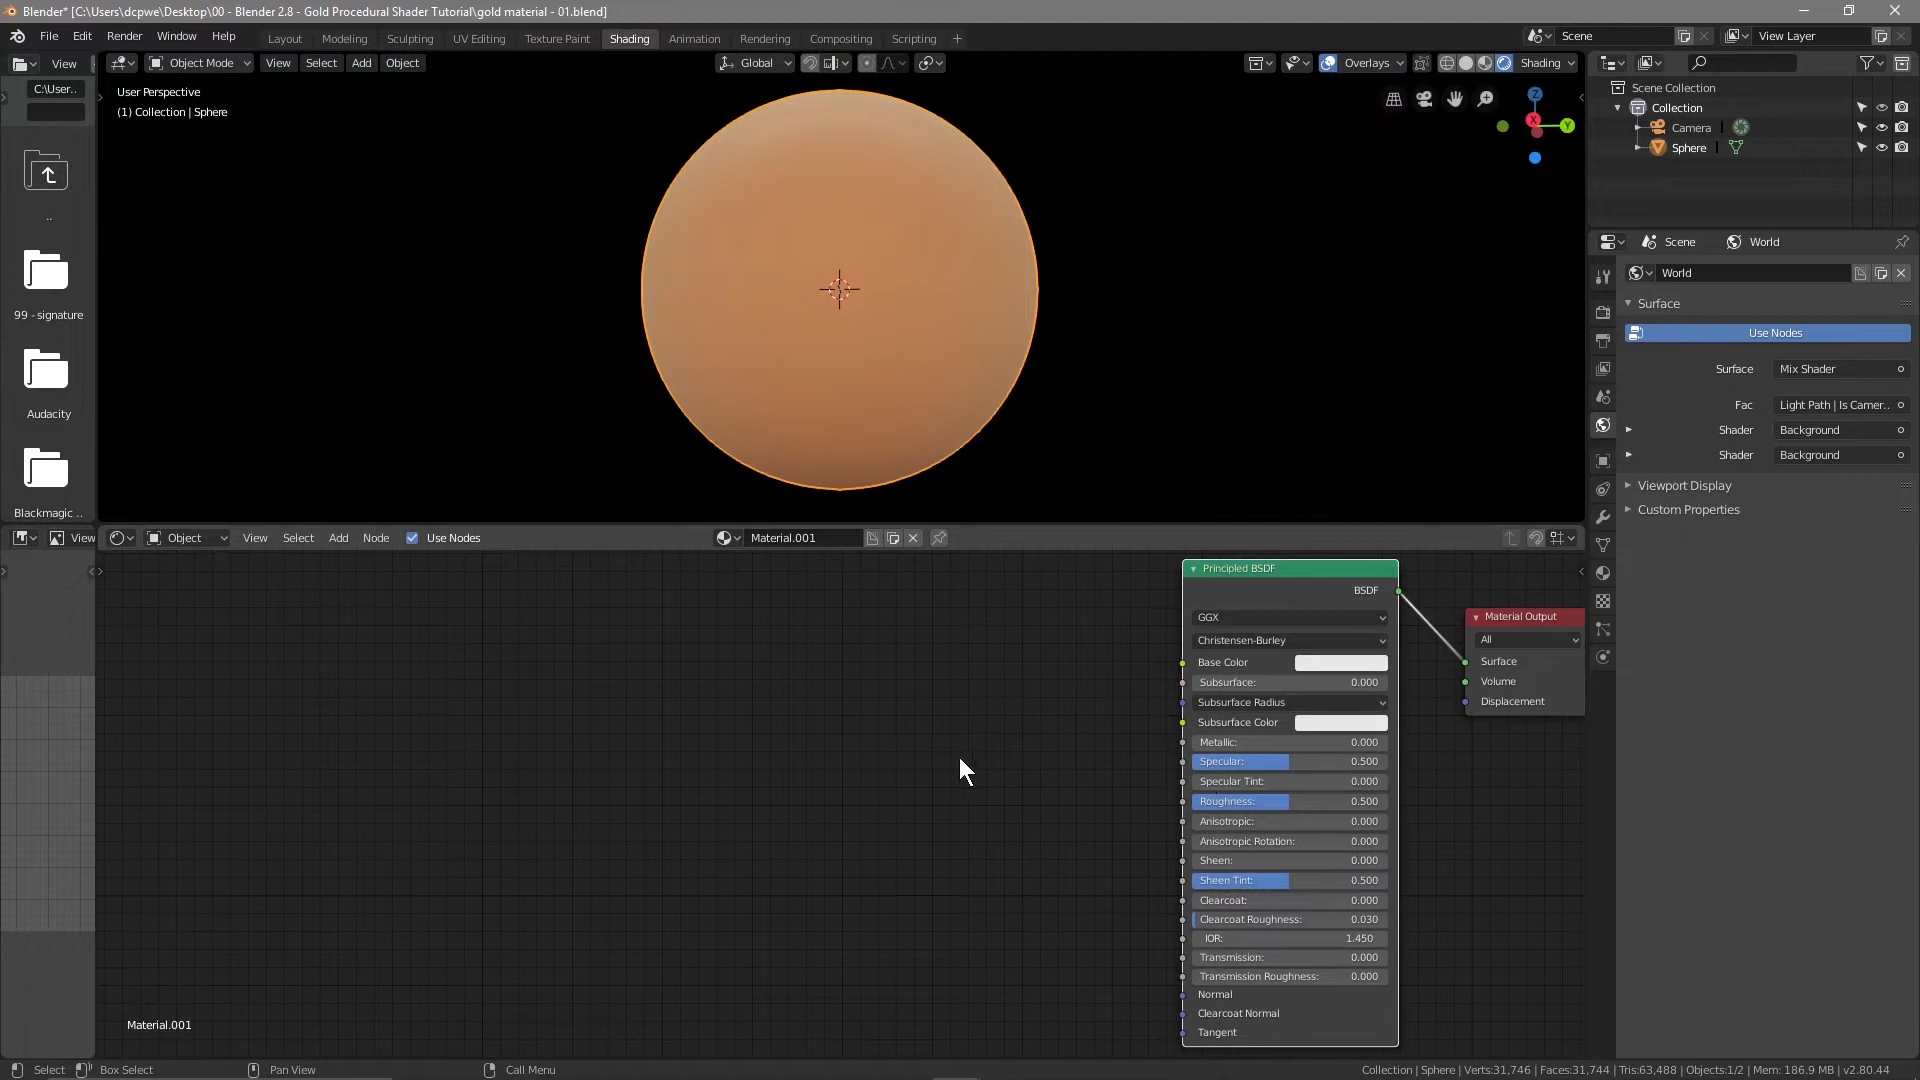 Blender* [C:\Users\dcpwe\Desktop\00 - Blender 2.8 - Gold Procedural Shader Tutorial\gold material - 01.blend]
File Edit Render Window Help Layout Modeling Sculpting UV Editing Texture Paint Shading Animation Rendering Compositing Scripting + Scene View Layer
View Object Mode View Select Add Object Global Overlays Shading
C:\User..
User Perspective
(1) Collection | Sphere
..
99 - signature
Audacity
Blackmagic ..
X
Y
Z
Scene Collection
Collection
Camera
Sphere
Scene World
World
Surface
Use Nodes
Surface Mix Shader
Fac Light Path | Is Camer..
Shader Background
Shader Background
Viewport Display
Custom Properties
View Object View Select Add Node Use Nodes Material.001
Principled BSDF
BSDF
GGX
Christensen-Burley
Base Color
Subsurface: 0.000
Subsurface Radius
Subsurface Color
Metallic: 0.000
Specular: 0.500
Specular Tint: 0.000
Roughness: 0.500
Anisotropic: 0.000
Anisotropic Rotation: 0.000
Sheen: 0.000
Sheen Tint: 0.500
Clearcoat: 0.000
Clearcoat Roughness: 0.030
IOR: 1.450
Transmission: 0.000
Transmission Roughness: 0.000
Normal
Clearcoat Normal
Tangent
Material Output
All
Surface
Volume
Displacement
Material.001
Select Box Select Pan View Call Menu Collection | Sphere | Verts:31,746 | Faces:31,744 | Tris:63,488 | Objects:1/2 | Mem: 186.9 MB | v2.80.44